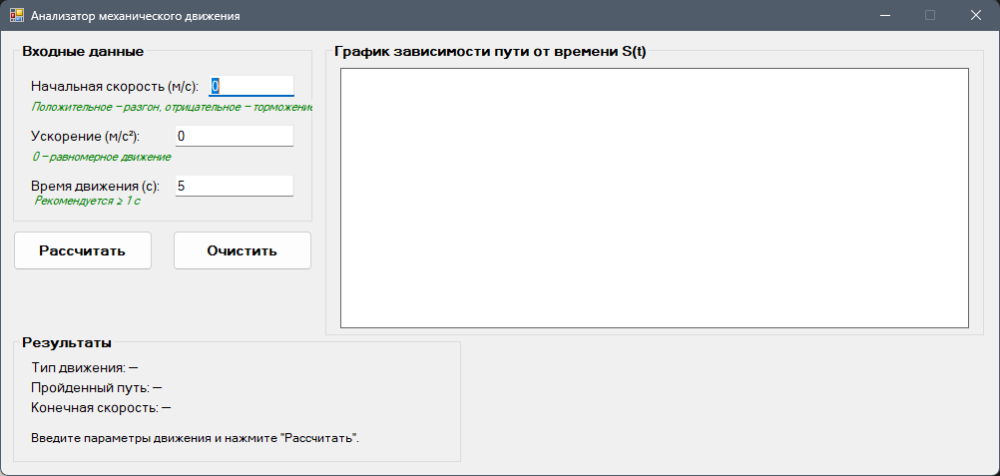 Анализатор механического движения
Входные данные
Начальная скорость (м/с): 0
Положительное – разгон, отрицательное – торможение
Ускорение (м/с²): 0
0 – равномерное движение
Время движения (с): 5
Рекомендуется ≥ 1 с
Рассчитать
Очистить
График зависимости пути от времени S(t)
Результаты
Тип движения: —
Пройденный путь: —
Конечная скорость: —
Введите параметры движения и нажмите "Рассчитать".